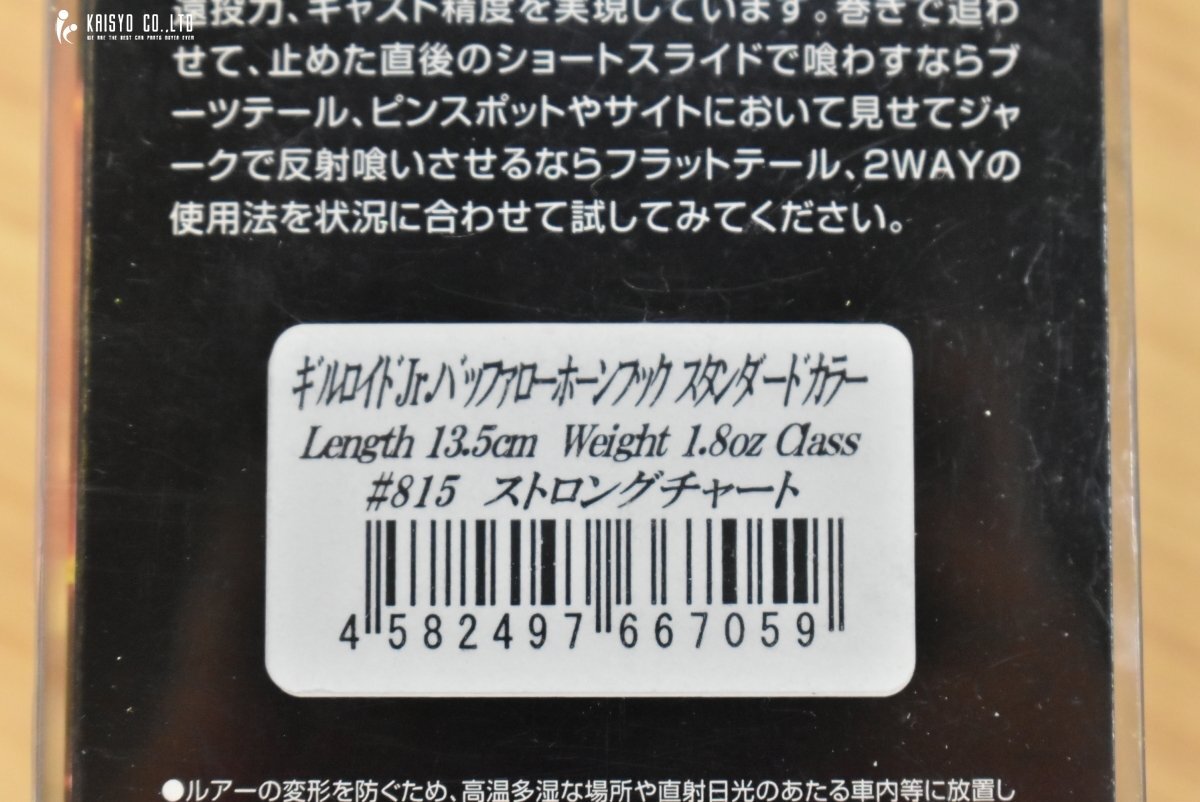 KAISYO CO.,LTD
WE ARE THE BEST CAR PARTS BUYER EVER
遠投力、キャスト精度を実現しています。巻きで追わ
せて、止めた直後のショートスライドで喰わすならブ
ーツテール、ピンスポットやサイトにおいて見せてジャ
ークで反射喰いさせるならフラットテール、2WAYの
使用法を状況に合わせて試してみてください。
ギルロイドJr.バッファローホーンフック スタンダードカラー
Length 13.5cm Weight 1.8oz Class
#815 ストロングチャート
4 582497 667059
●ルアーの変形を防ぐため、高温多湿な場所や直射日光のあたる車内等に放置し